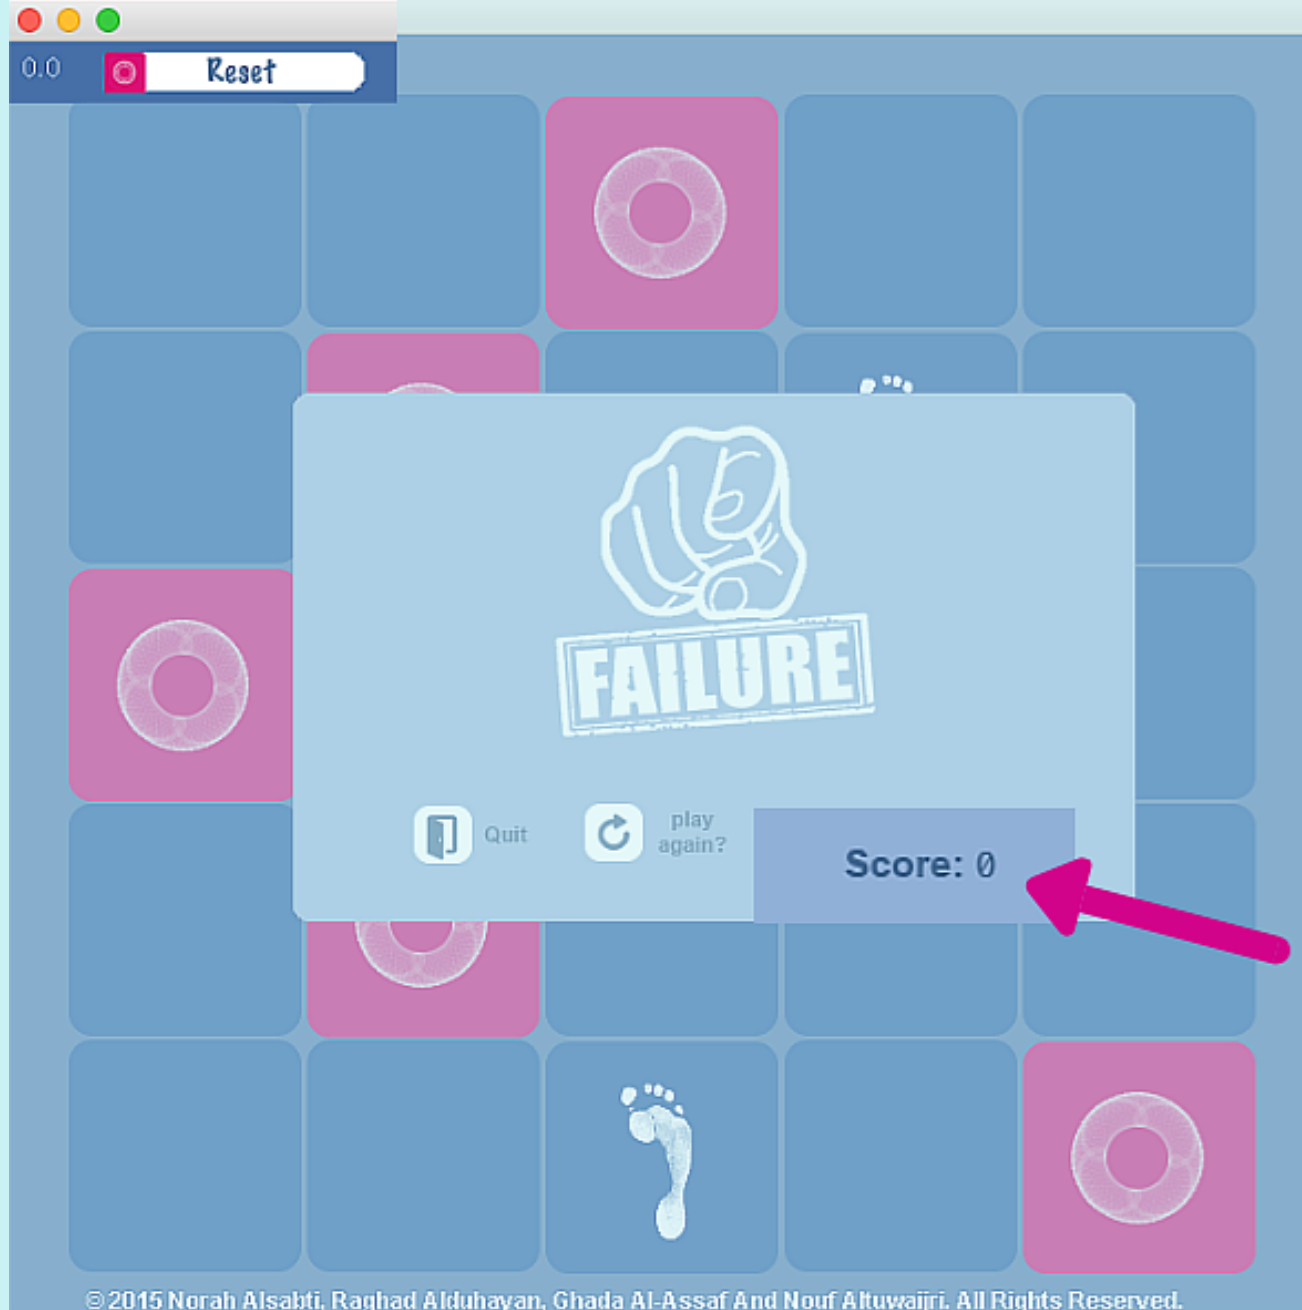 0.0
Reset
FAILURE
Quit
play
again?
Score: 0
©2015 Norah Alsabti, Raghad Alduhayan, Ghada Al-Assaf And Nouf Altuwaijri. All Rights Reserved.